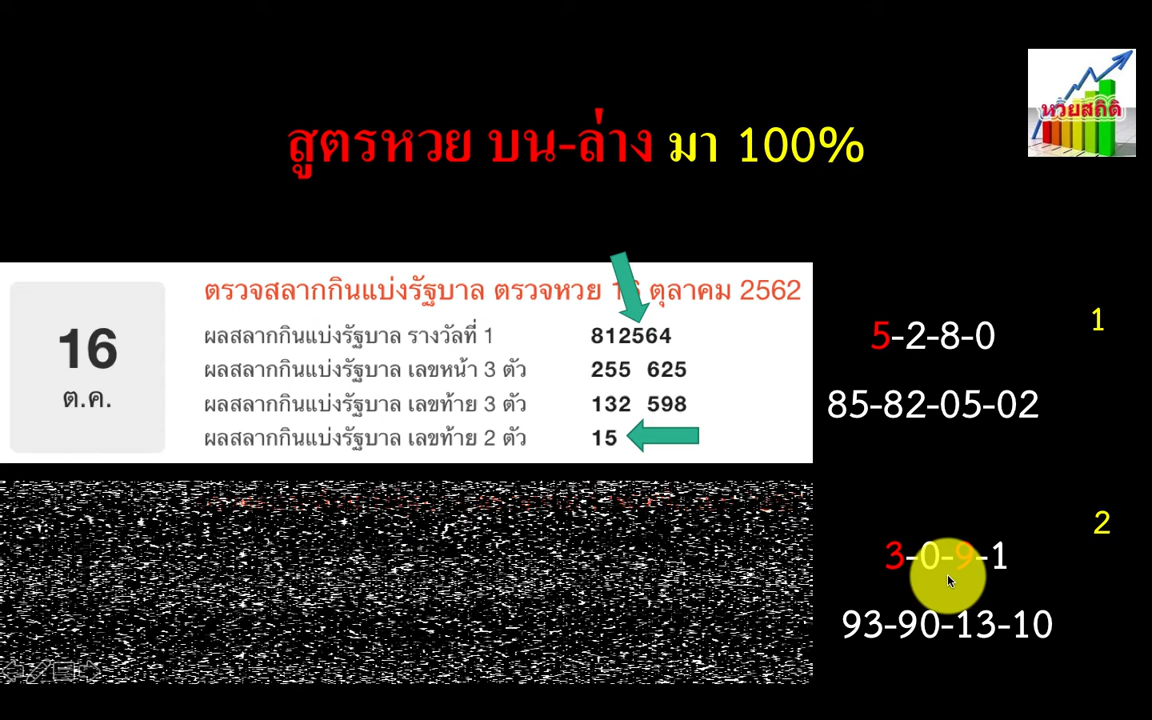 สูตรหวย บน-ล่าง มา 100%
หวยสถิติ
ตรวจสลากกินแบ่งรัฐบาล ตรวจหวย 16 ตุลาคม 2562
16
ต.ค.
ผลสลากกินแบ่งรัฐบาล รางวัลที่ 1 812564
ผลสลากกินแบ่งรัฐบาล เลขหน้า 3 ตัว 255 625
ผลสลากกินแบ่งรัฐบาล เลขท้าย 3 ตัว 132 598
ผลสลากกินแบ่งรัฐบาล เลขท้าย 2 ตัว 15
1
5-2-8-0
85-82-05-02
2
3-0-9-1
93-90-13-10